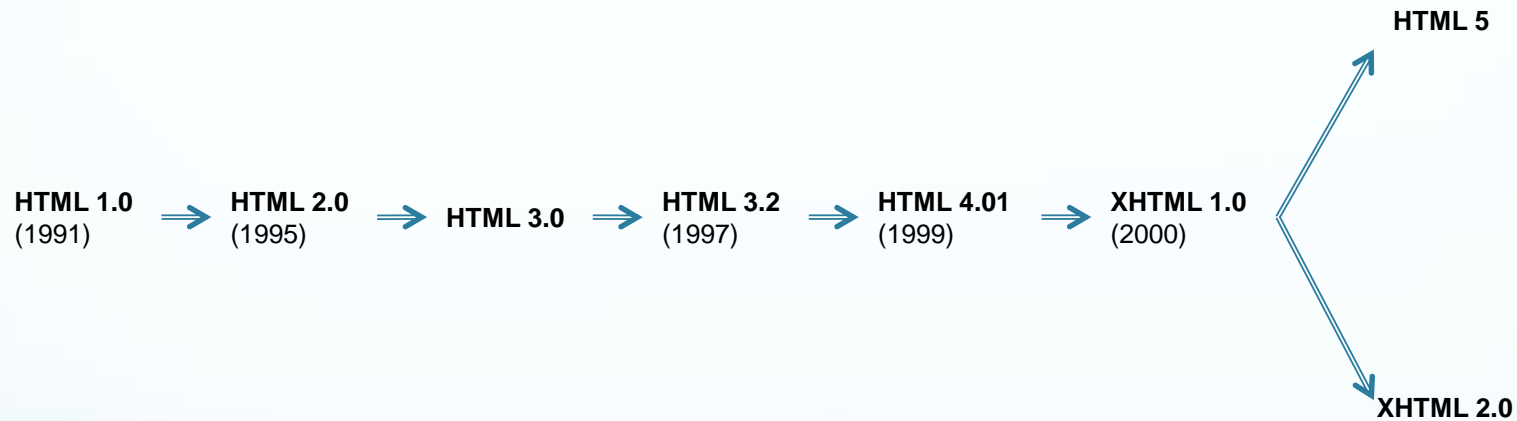 HTML 5
HTML 1.0
(1991)
HTML 2.0
(1995)
HTML 3.0
HTML 3.2
(1997)
HTML 4.01
(1999)
XHTML 1.0
(2000)
XHTML 2.0